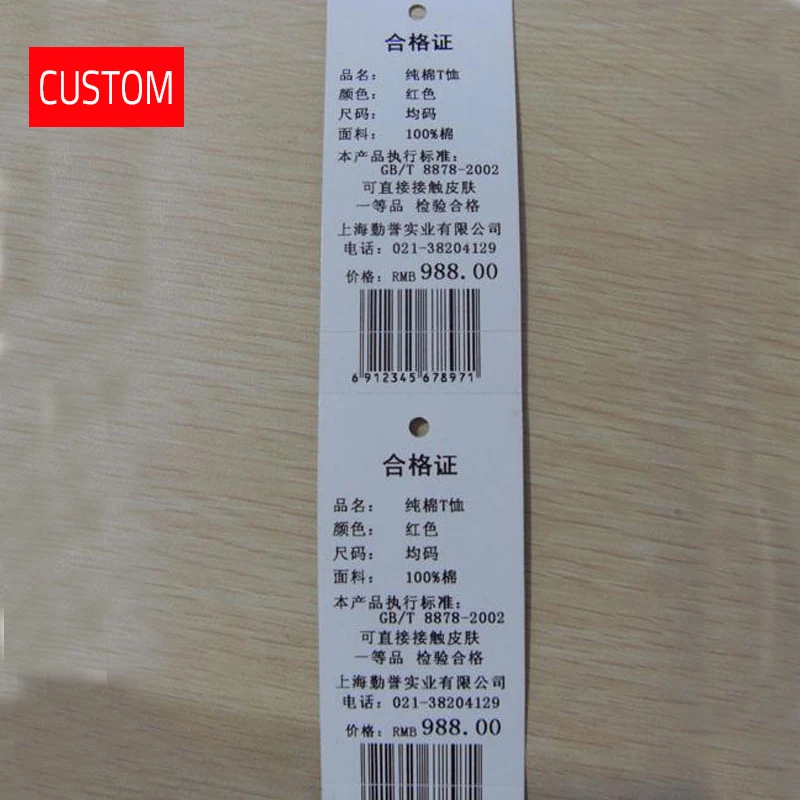 CUSTOM
合格证
品名： 纯棉T恤
颜色： 红色
尺码： 均码
面料： 100%棉
本产品执行标准：
GB/T 8878-2002
可直接接触皮肤
一等品 检验合格
上海勤誉实业有限公司
电话：021-38204129
价格：RMB 988.00
6 912345 678971
合格证
品名： 纯棉T恤
颜色： 红色
尺码： 均码
面料： 100%棉
本产品执行标准：
GB/T 8878-2002
可直接接触皮肤
一等品 检验合格
上海勤誉实业有限公司
电话：021-38204129
价格：RMB 988.00